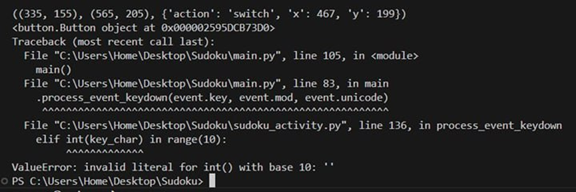 ((335, 155), (565, 205), {'action': 'switch', 'x': 467, 'y': 199})
<button.Button object at 0x000002595DCB73D0>
Traceback (most recent call last):
  File "C:\Users\Home\Desktop\Sudoku\main.py", line 105, in <module>
    main()
  File "C:\Users\Home\Desktop\Sudoku\main.py", line 83, in main
    .process_event_keydown(event.key, event.mod, event.unicode)
    ^^^^^^^^^^^^^^^^^^^^^^^^^^^^^^^^^^^^^^^^^^^^^^^^^^^^^^^^^^^
  File "C:\Users\Home\Desktop\Sudoku\sudoku_activity.py", line 136, in process_event_keydown
    elif int(key_char) in range(10):
         ^^^^^^^^^^^^^
ValueError: invalid literal for int() with base 10: ''
PS C:\Users\Home\Desktop\Sudoku>